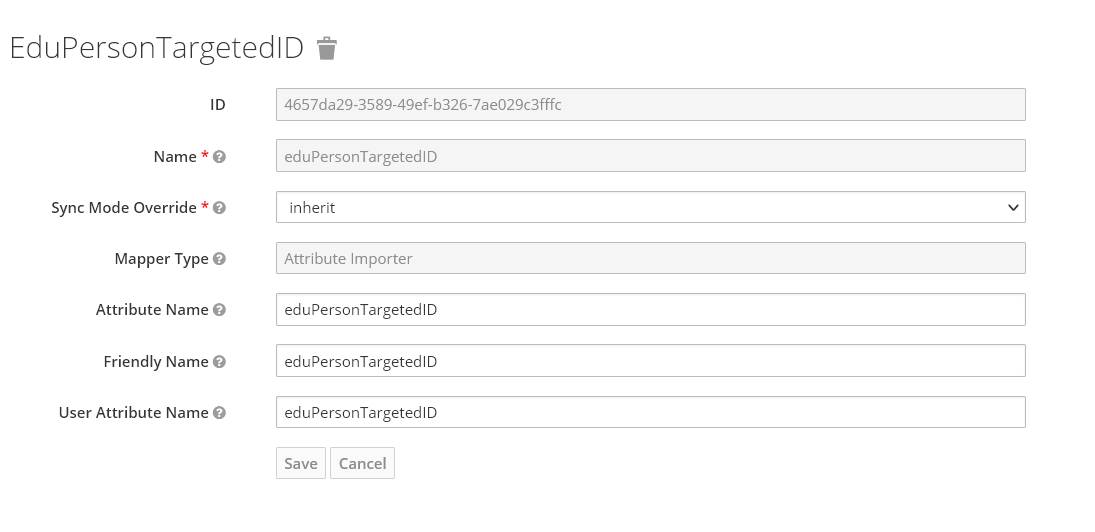 EduPersonTargetedID
ID 4657da29-3589-49ef-b326-7ae029c3fffc
Name * eduPersonTargetedID
Sync Mode Override * inherit
Mapper Type Attribute Importer
Attribute Name eduPersonTargetedID
Friendly Name eduPersonTargetedID
User Attribute Name eduPersonTargetedID
Save Cancel